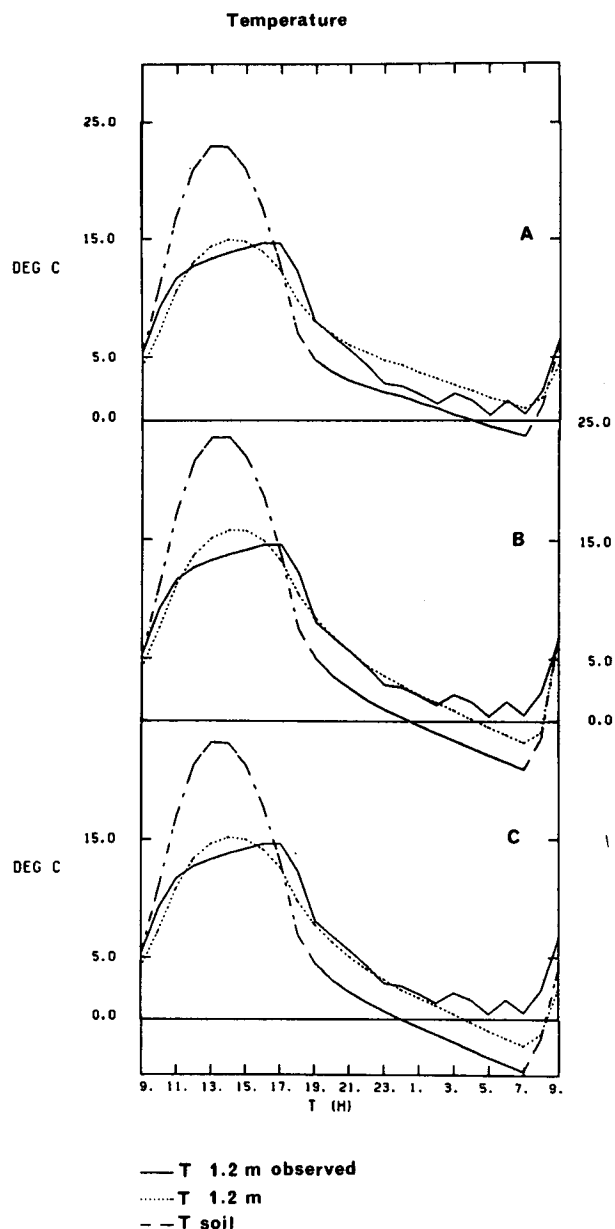 Temperature
25.0
15.0
A
DEG C
5.0
0.0
25.0
B
15.0
5.0
0.0
15.0
C
DEG C
5.0
0.0
9. 11. 13. 15. 17. 19. 21. 23. 1. 3. 5. 7. 9.
T (H)
T 1.2 m observed
T 1.2 m
T soil